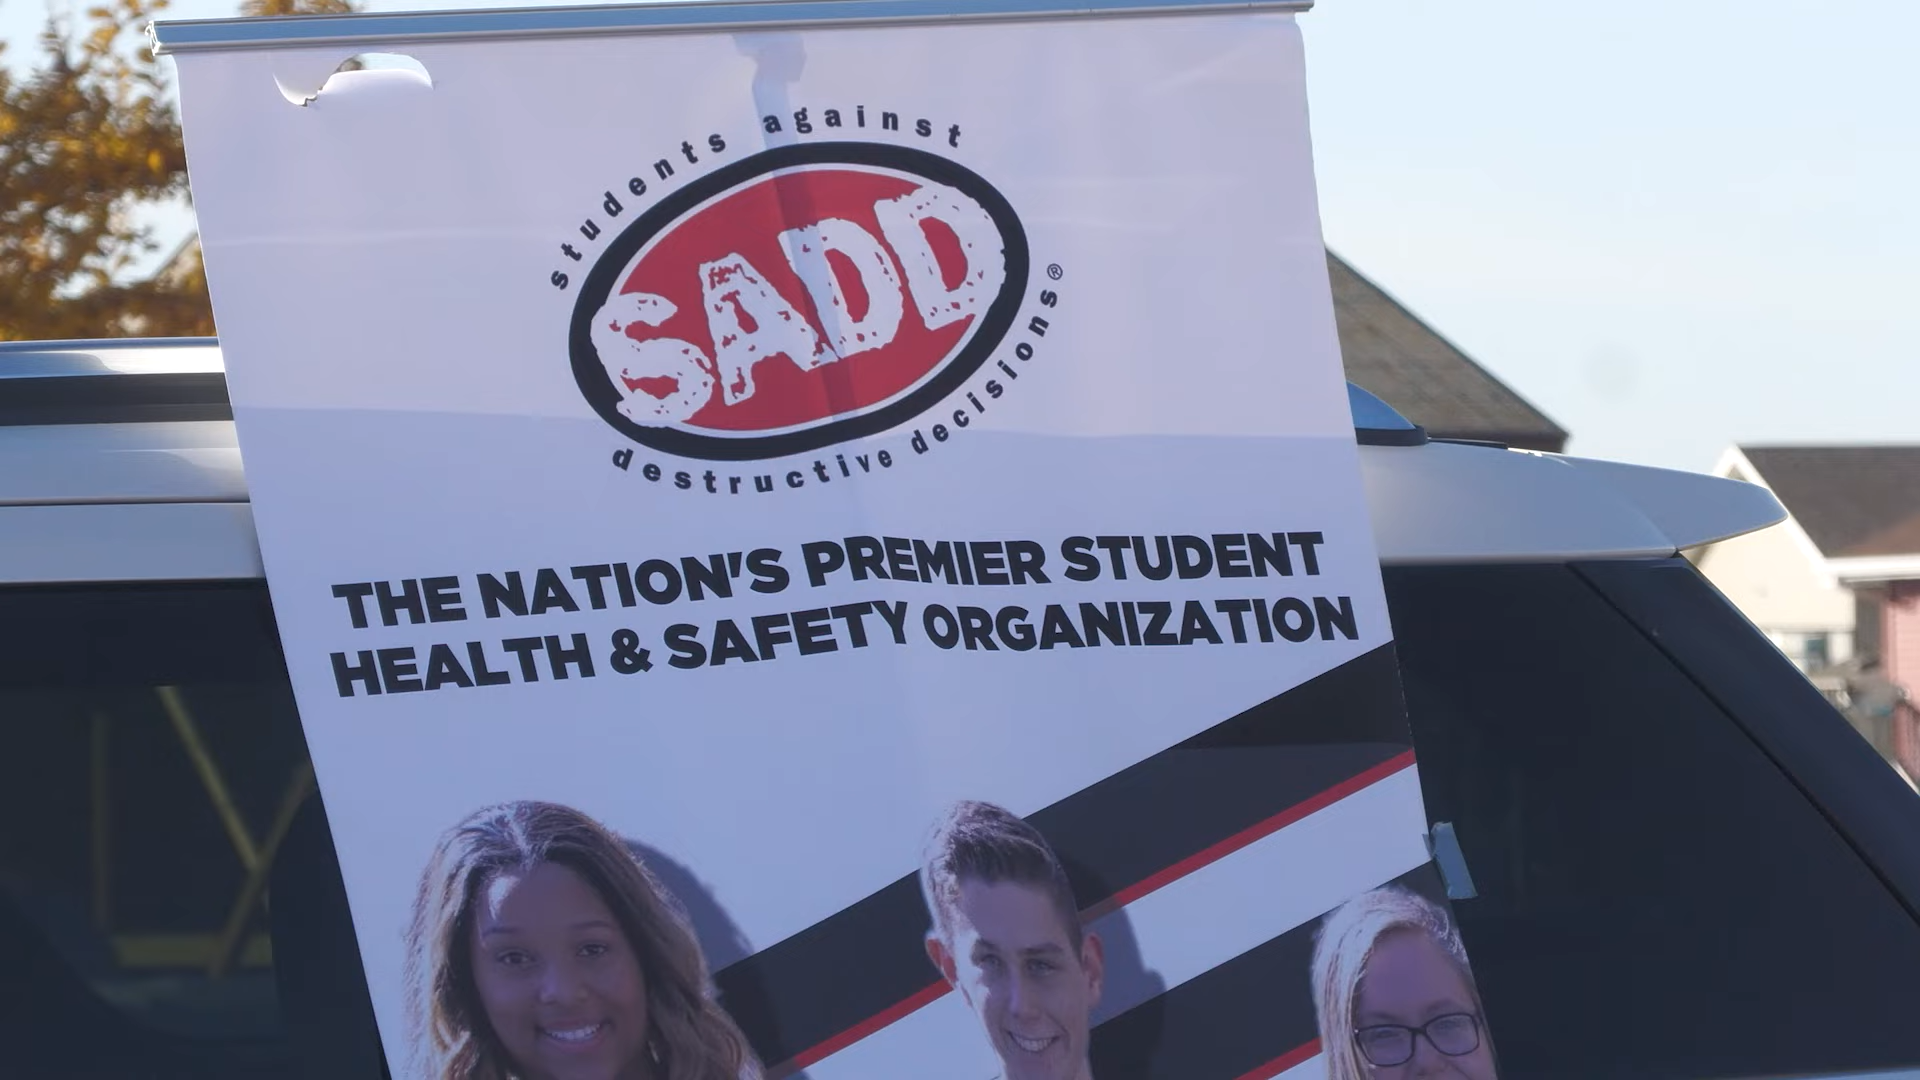 students against
SADD
destructive decisions®
THE NATION'S PREMIER STUDENT
HEALTH & SAFETY ORGANIZATION